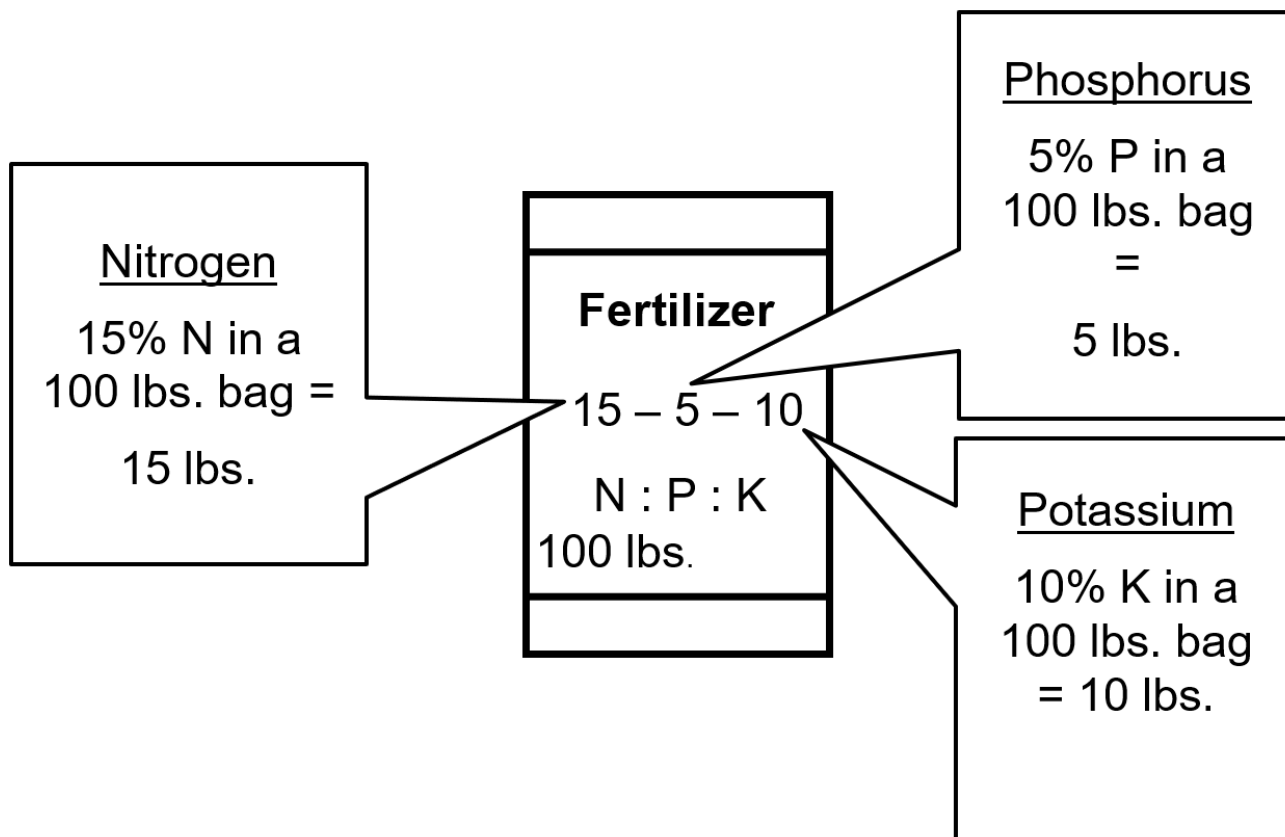 Nitrogen
15% N in a
100 lbs. bag =
15 lbs.
Fertilizer
15 – 5 – 10
N : P : K
100 lbs.
Phosphorus
5% P in a
100 lbs. bag
=
5 lbs.
Potassium
10% K in a
100 lbs. bag
= 10 lbs.